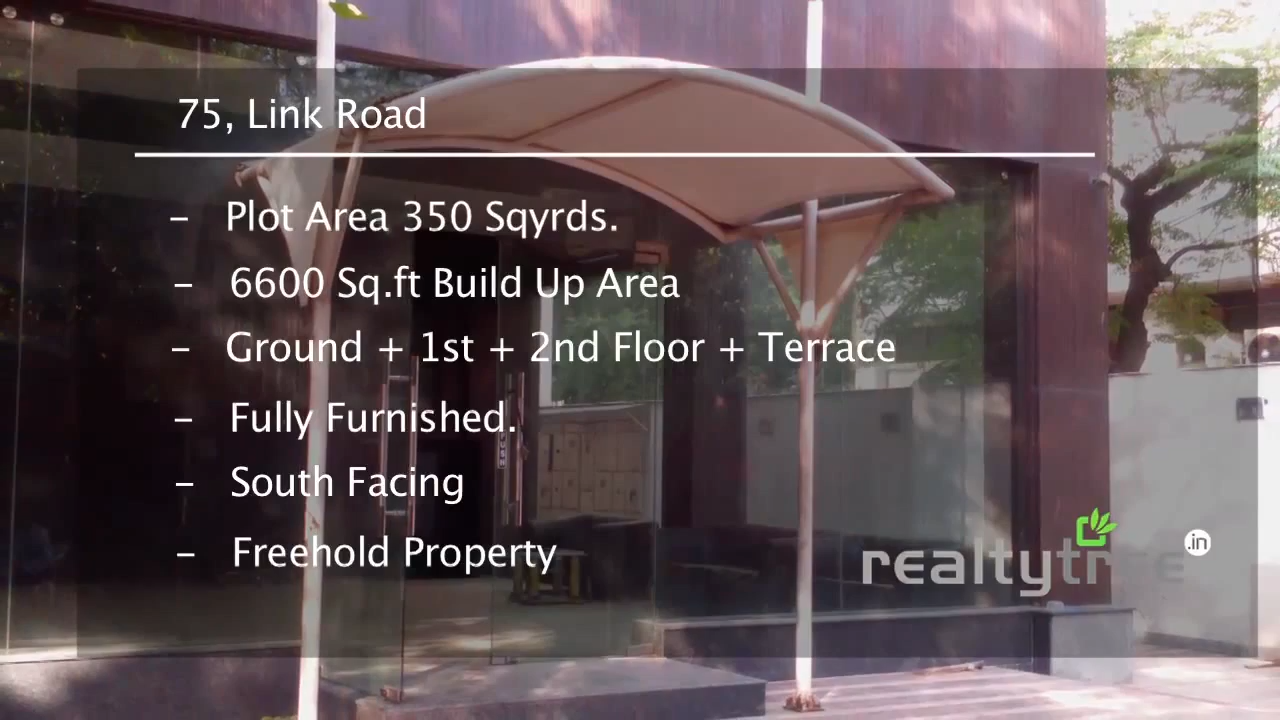 75, Link Road
– Plot Area 350 Sqyrds.
– 6600 Sq.ft Build Up Area
– Ground + 1st + 2nd Floor + Terrace
– Fully Furnished.
– South Facing
– Freehold Property
realtytree
.in